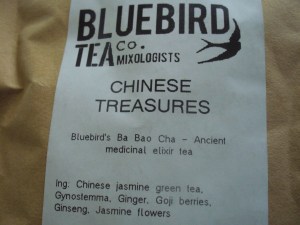 BLUEBIRD
TEA Co.
MIXOLOGISTS
CHINESE
TREASURES
Bluebird's Ba Bao Cha - Ancient
medicinal elixir tea
Ing: Chinese jasmine green tea,
Gynostemma, Ginger, Goji berries,
Ginseng, Jasmine flowers